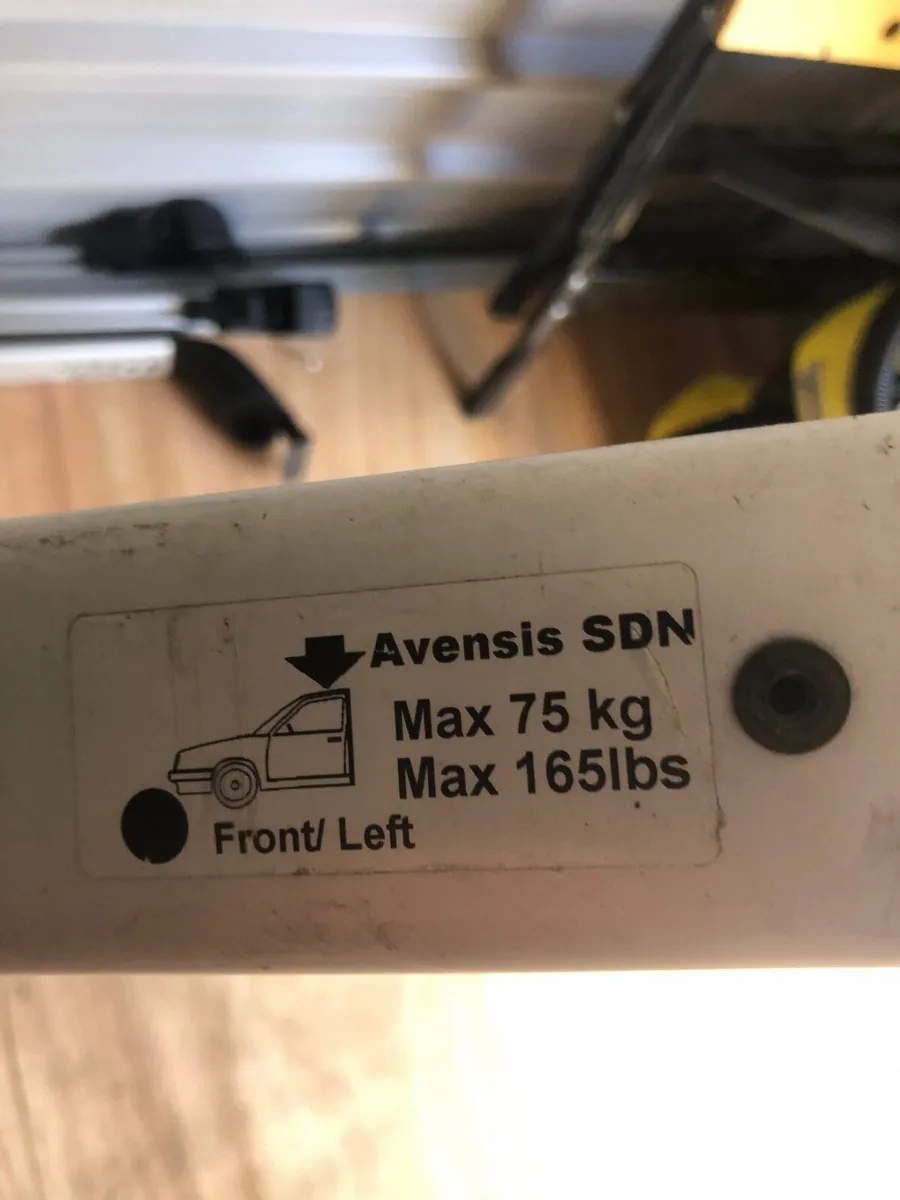 Avensis SDN
Max 75 kg
Max 165lbs
Front/ Left